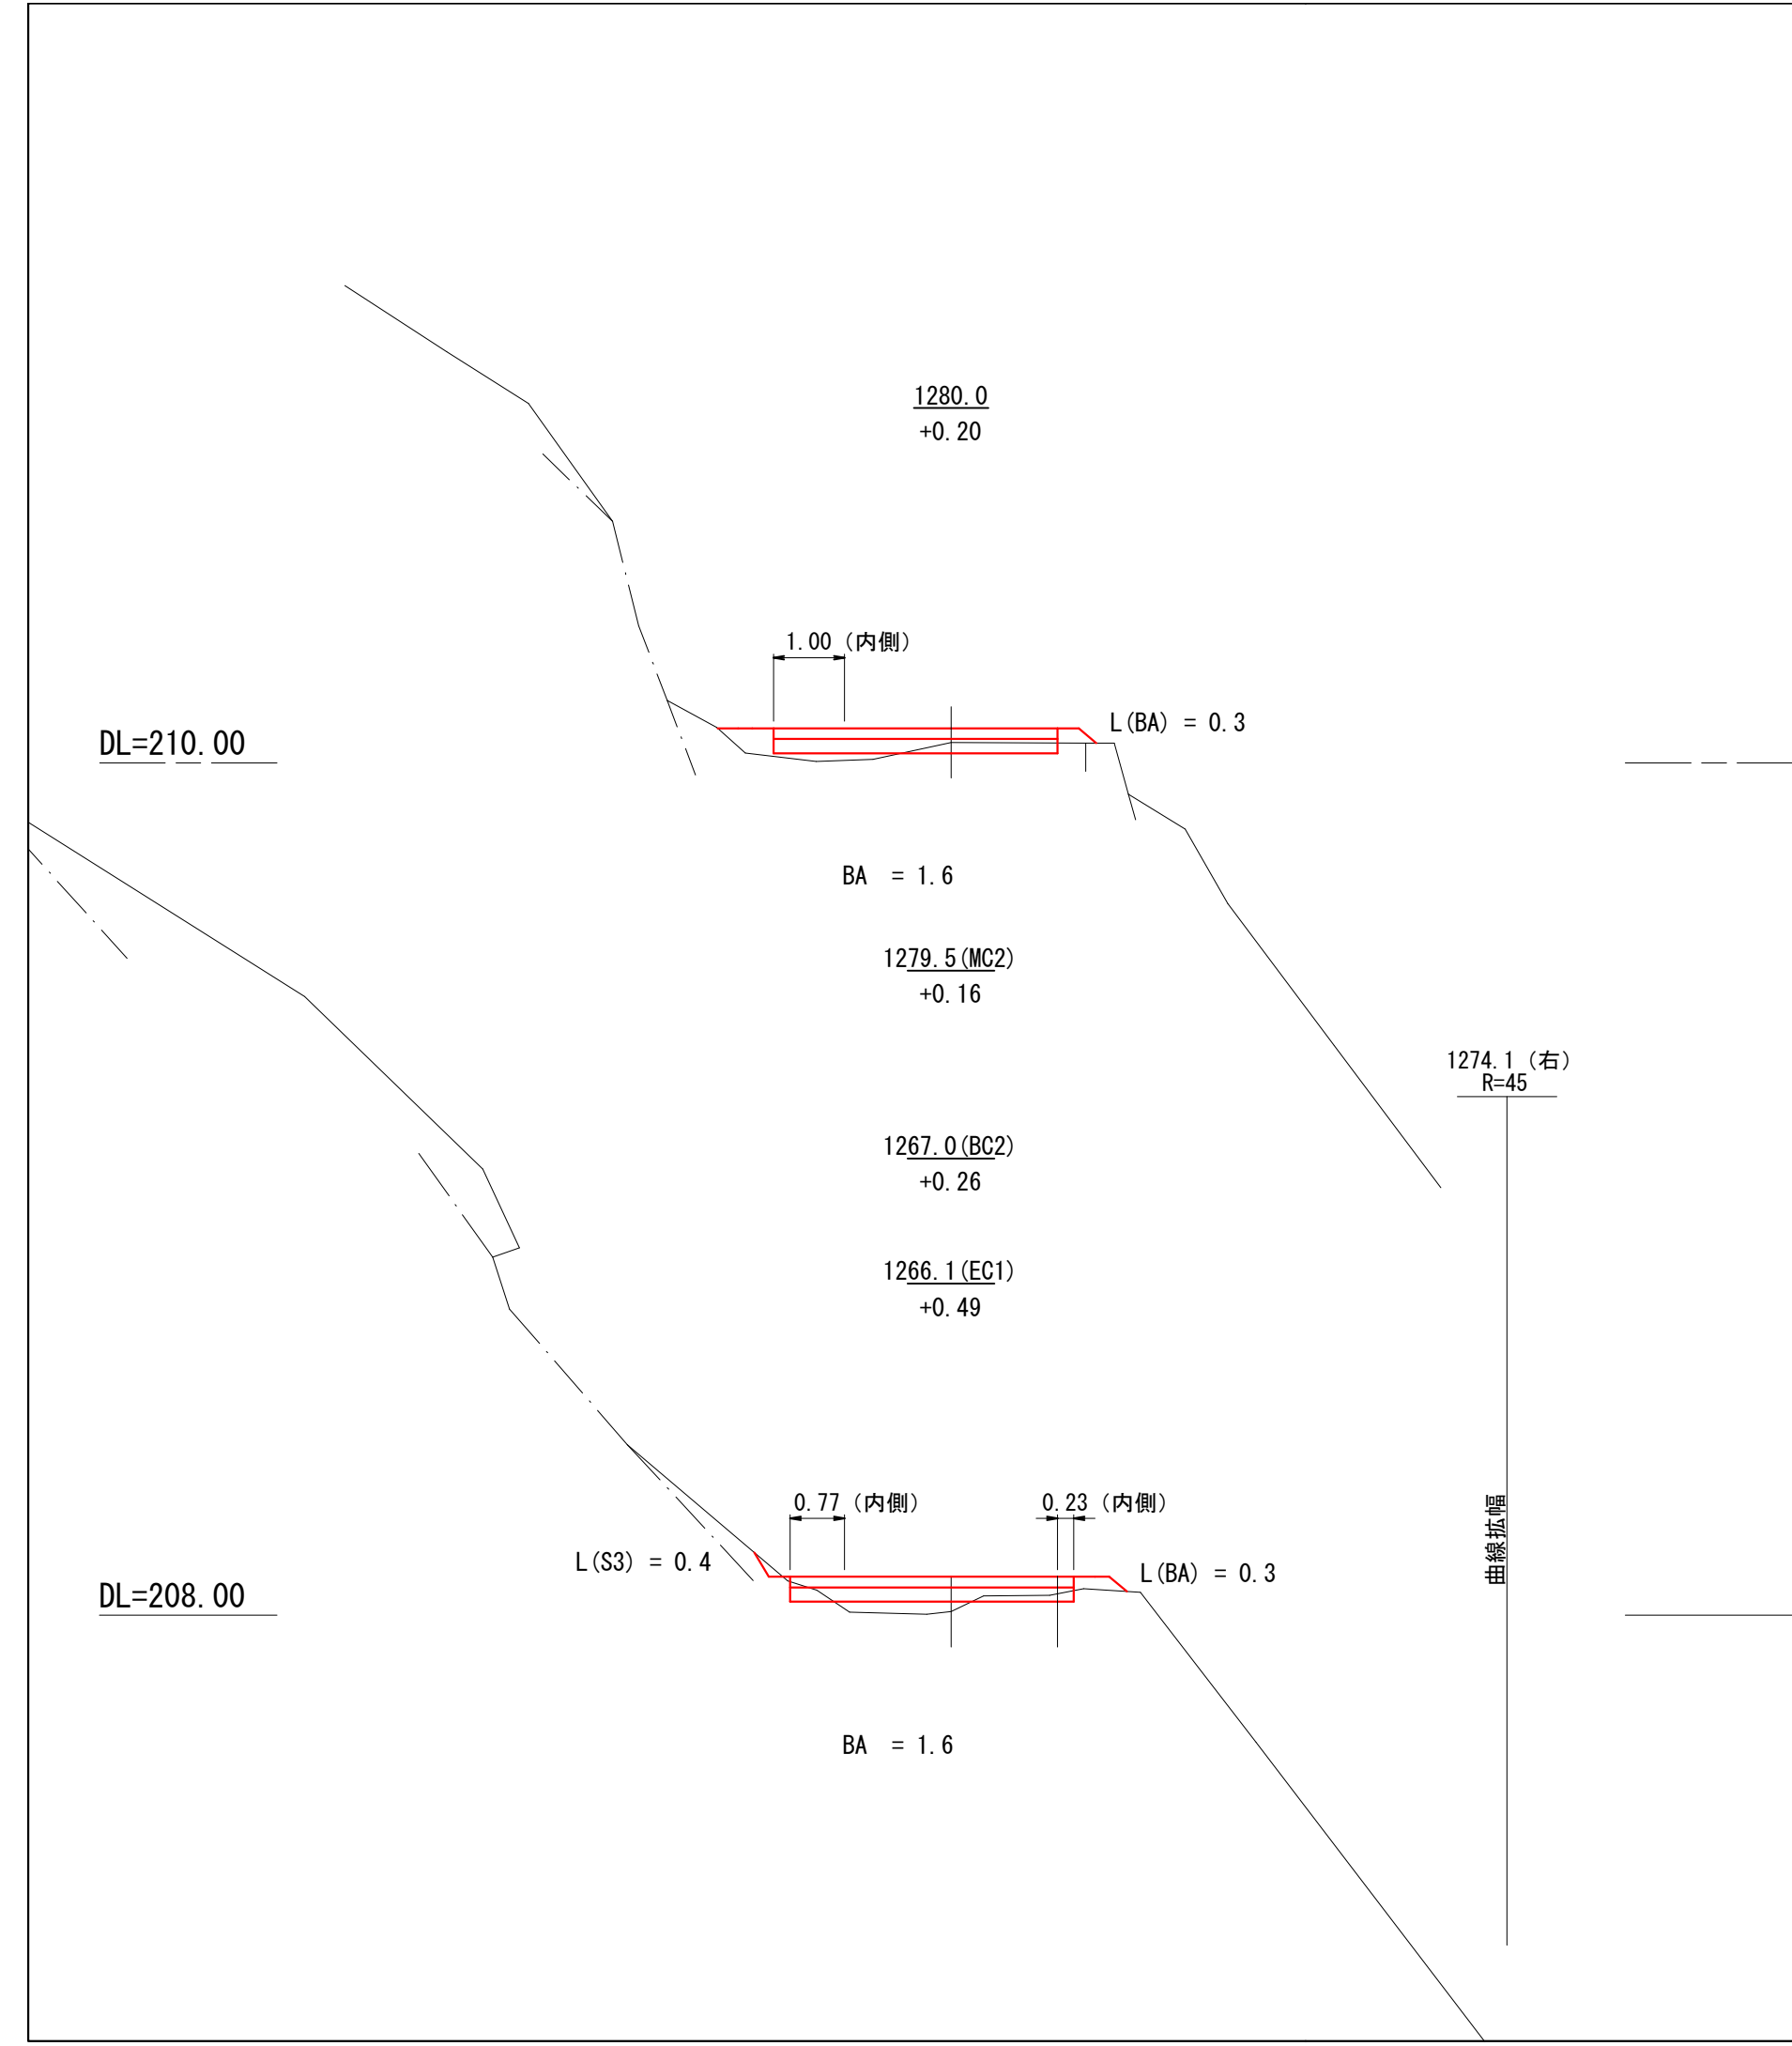 1280.0
+0.20
1.00 (内側)
L(BA) = 0.3
DL=210.00
BA = 1.6
1279.5(MC2)
+0.16
1274.1 (右)
R=45
1267.0(BC2)
+0.26
1266.1(EC1)
+0.49
曲線拡幅
0.77 (内側)
0.23 (内側)
L(S3) = 0.4
L(BA) = 0.3
DL=208.00
BA = 1.6